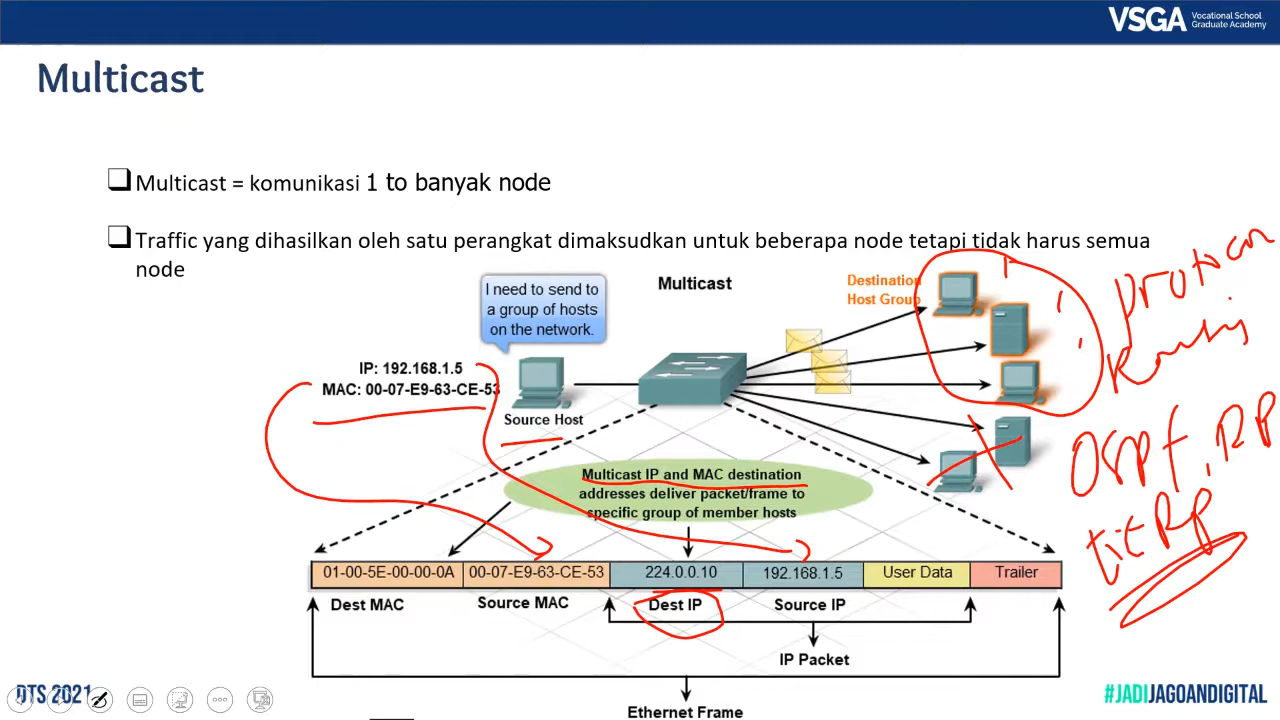 VSGA
Vocational School
Graduate Academy
Multicast
Multicast = komunikasi 1 to banyak node
Traffic yang dihasilkan oleh satu perangkat dimaksudkan untuk beberapa node tetapi tidak harus semua
node
I need to send to
a group of hosts
on the network.
Multicast
Destination
Host Group
IP: 192.168.1.5
MAC: 00-07-E9-63-CE-53
Source Host
Multicast IP and MAC destination
addresses deliver packet/frame to
specific group of member hosts
01-00-5E-00-00-0A
00-07-E9-63-CE-53
224.0.0.10
192.168.1.5
User Data
Trailer
Dest MAC
Source MAC
Dest IP
Source IP
IP Packet
Ethernet Frame
ospf,
DTS 2021
#JADIJAGOANDIGITAL